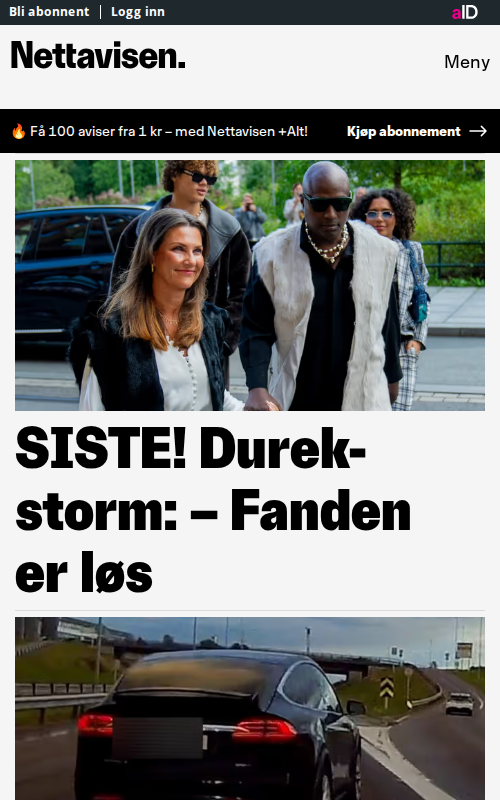 Bli abonnent | Logg inn
aID
Nettavisen.
Meny
🔥 Få 100 aviser fra 1 kr – med Nettavisen +Alt!
Kjøp abonnement →
SISTE! Durek-
storm: – Fanden
er løs